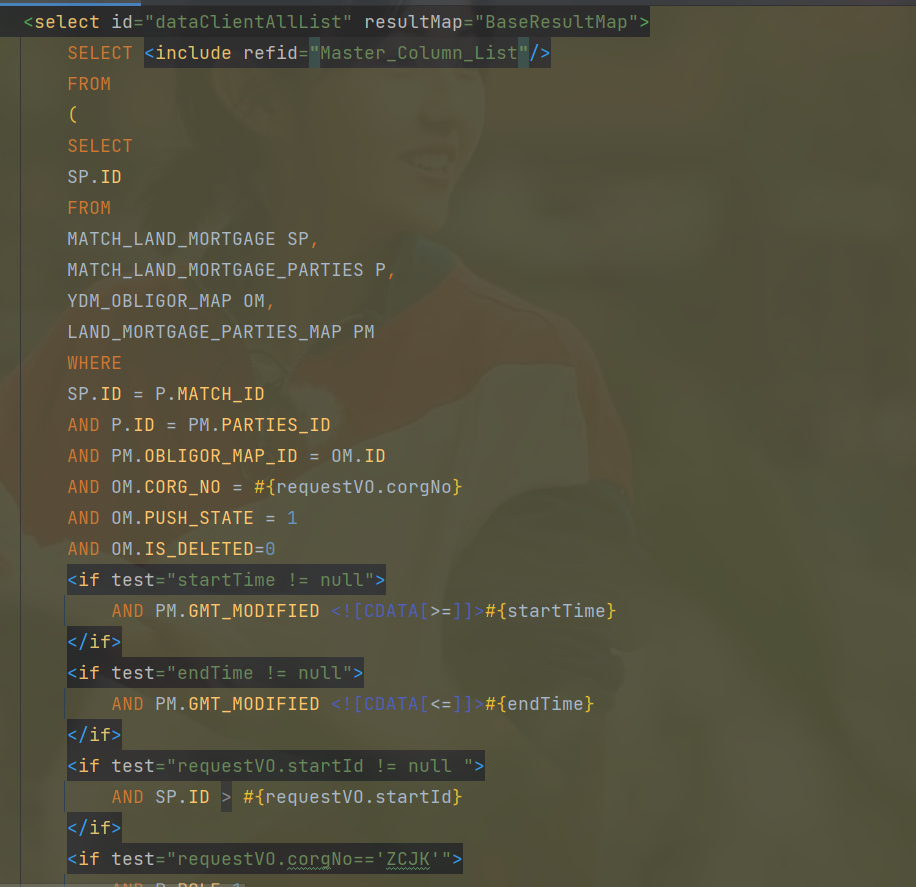 <select id="dataClientAllList" resultMap="BaseResultMap">
SELECT <include refid="Master_Column_List"/>
FROM
(
SELECT
SP.ID
FROM
MATCH_LAND_MORTGAGE SP,
MATCH_LAND_MORTGAGE_PARTIES P,
YDM_OBLIGOR_MAP OM,
LAND_MORTGAGE_PARTIES_MAP PM
WHERE
SP.ID = P.MATCH_ID
AND P.ID = PM.PARTIES_ID
AND PM.OBLIGOR_MAP_ID = OM.ID
AND OM.CORG_NO = #{requestVO.corgNo}
AND OM.PUSH_STATE = 1
AND OM.IS_DELETED=0
<if test="startTime != null">
AND PM.GMT_MODIFIED <![CDATA[>=]]>#{startTime}
</if>
<if test="endTime != null">
AND PM.GMT_MODIFIED <![CDATA[<=]]>#{endTime}
</if>
<if test="requestVO.startId != null ">
AND SP.ID > #{requestVO.startId}
</if>
<if test="requestVO.corgNo=='ZCJK'">